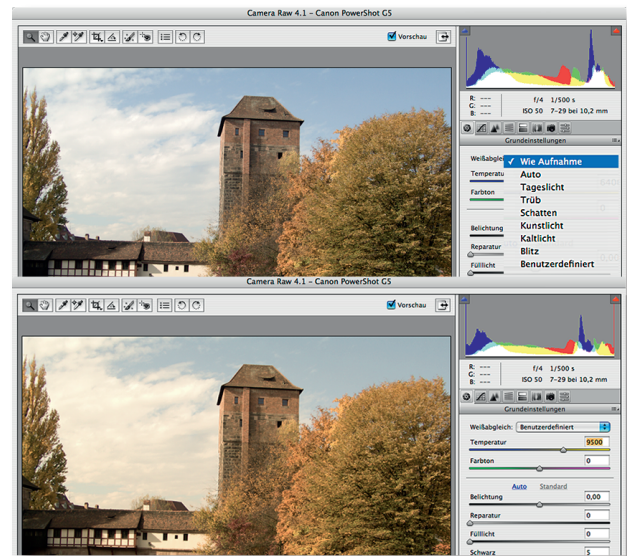 Camera Raw 4.1 – Canon PowerShot G5
Vorschau
R: ---
G: ---
B: ---
f/4 1/500 s
ISO 50 7–29 bei 10,2 mm
Grundeinstellungen
Weißabglei
✓ Wie Aufnahme
Auto
Temperatu
Tageslicht
Trüb
Farbton
Schatten
Kunstlicht
Belichtung
Kaltlicht
Reparatur
Blitz
Fülllicht
Benutzerdefiniert
Camera Raw 4.1 – Canon PowerShot G5
Vorschau
R: ---
G: ---
B: ---
f/4 1/500 s
ISO 50 7–29 bei 10,2 mm
Grundeinstellungen
Weißabgleich: Benutzerdefiniert
Temperatur 9500
Farbton 0
Auto Standard
Belichtung 0,00
Reparatur 0
Fülllicht 0
Schwarz 5